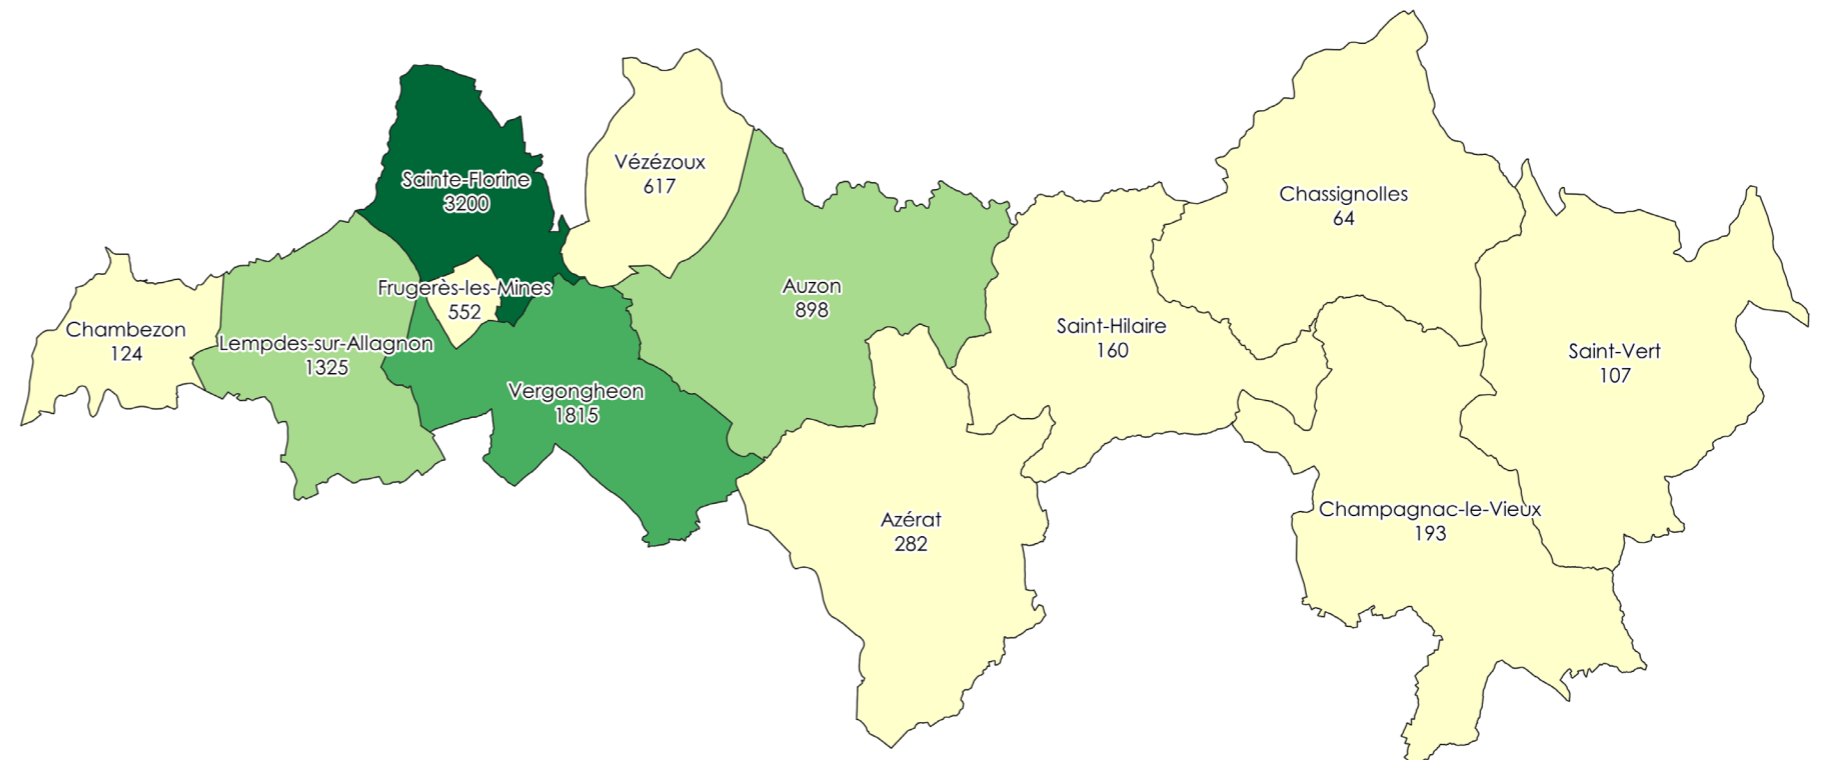 Sainte-Florine
3200
Vézézoux
617
Chassignolles
64
Frugerès-les-Mines
552
Auzon
898
Chambezon
124
Lempdes-sur-Allagnon
1325
Saint-Hilaire
160
Saint-Vert
107
Vergongheon
1815
Azérat
282
Champagnac-le-Vieux
193